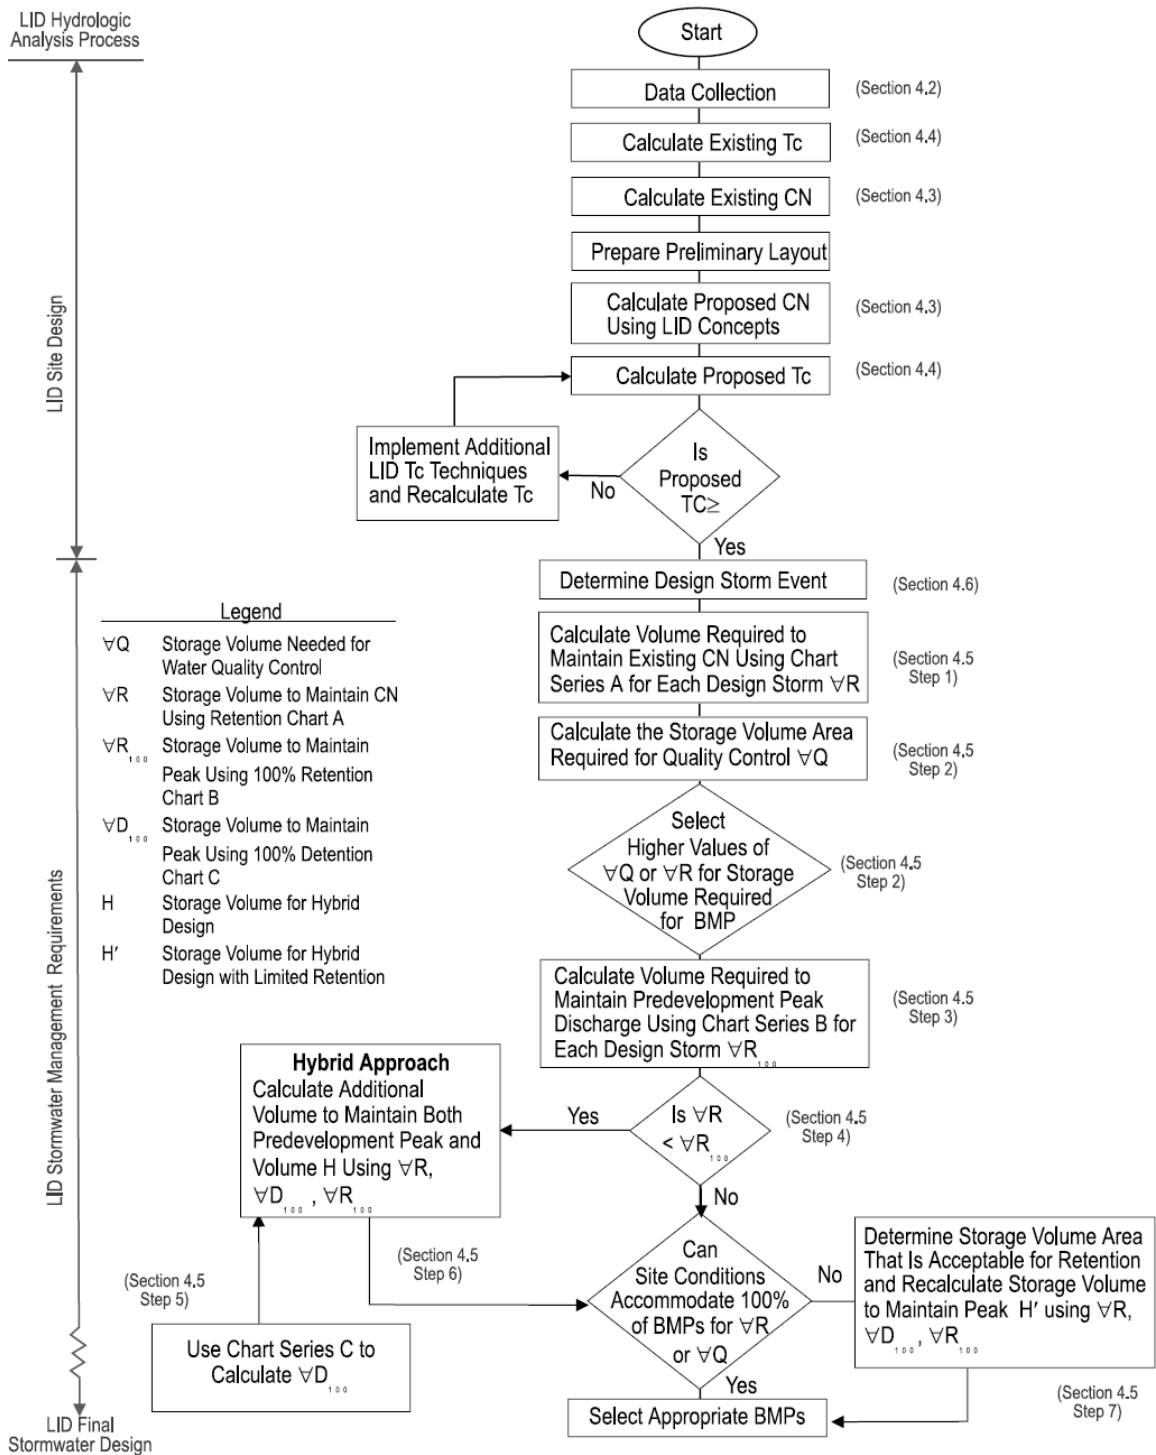 LID Hydrologic
Analysis Process
Start
Data Collection
(Section 4.2)
Calculate Existing Tc
(Section 4.4)
Calculate Existing CN
(Section 4.3)
Prepare Preliminary Layout
Calculate Proposed CN
Using LID Concepts
(Section 4.3)
Calculate Proposed Tc
(Section 4.4)
LID Site Design
Implement Additional
LID Tc Techniques
and Recalculate Tc
No
Is
Proposed
TC≥
Yes
Determine Design Storm Event
(Section 4.6)
Calculate Volume Required to
Maintain Existing CN Using Chart
Series A for Each Design Storm ∀R
(Section 4.5
Step 1)
Calculate the Storage Volume Area
Required for Quality Control ∀Q
(Section 4.5
Step 2)
Select
Higher Values of
∀Q or ∀R for Storage
Volume Required
for BMP
(Section 4.5
Step 2)
Legend
∀Q Storage Volume Needed for
Water Quality Control
∀R Storage Volume to Maintain CN
Using Retention Chart A
∀R100 Storage Volume to Maintain
Peak Using 100% Retention
Chart B
∀D100 Storage Volume to Maintain
Peak Using 100% Detention
Chart C
H Storage Volume for Hybrid
Design
H′ Storage Volume for Hybrid
Design with Limited Retention
LID Stormwater Management Requirements
Calculate Volume Required to
Maintain Predevelopment Peak
Discharge Using Chart Series B for
Each Design Storm ∀R100
(Section 4.5
Step 3)
Is ∀R
< ∀R100
(Section 4.5
Step 4)
Yes
Hybrid Approach
Calculate Additional
Volume to Maintain Both
Predevelopment Peak and
Volume H Using ∀R,
∀D100 , ∀R100
No
(Section 4.5
Step 5)
(Section 4.5
Step 6)
Use Chart Series C to
Calculate ∀D100
Can
Site Conditions
Accommodate 100%
of BMPs for ∀R
or ∀Q
No
Determine Storage Volume Area
That Is Acceptable for Retention
and Recalculate Storage Volume
to Maintain Peak H′ using ∀R,
∀D100, ∀R100
(Section 4.5
Step 7)
Yes
Select Appropriate BMPs
LID Final
Stormwater Design